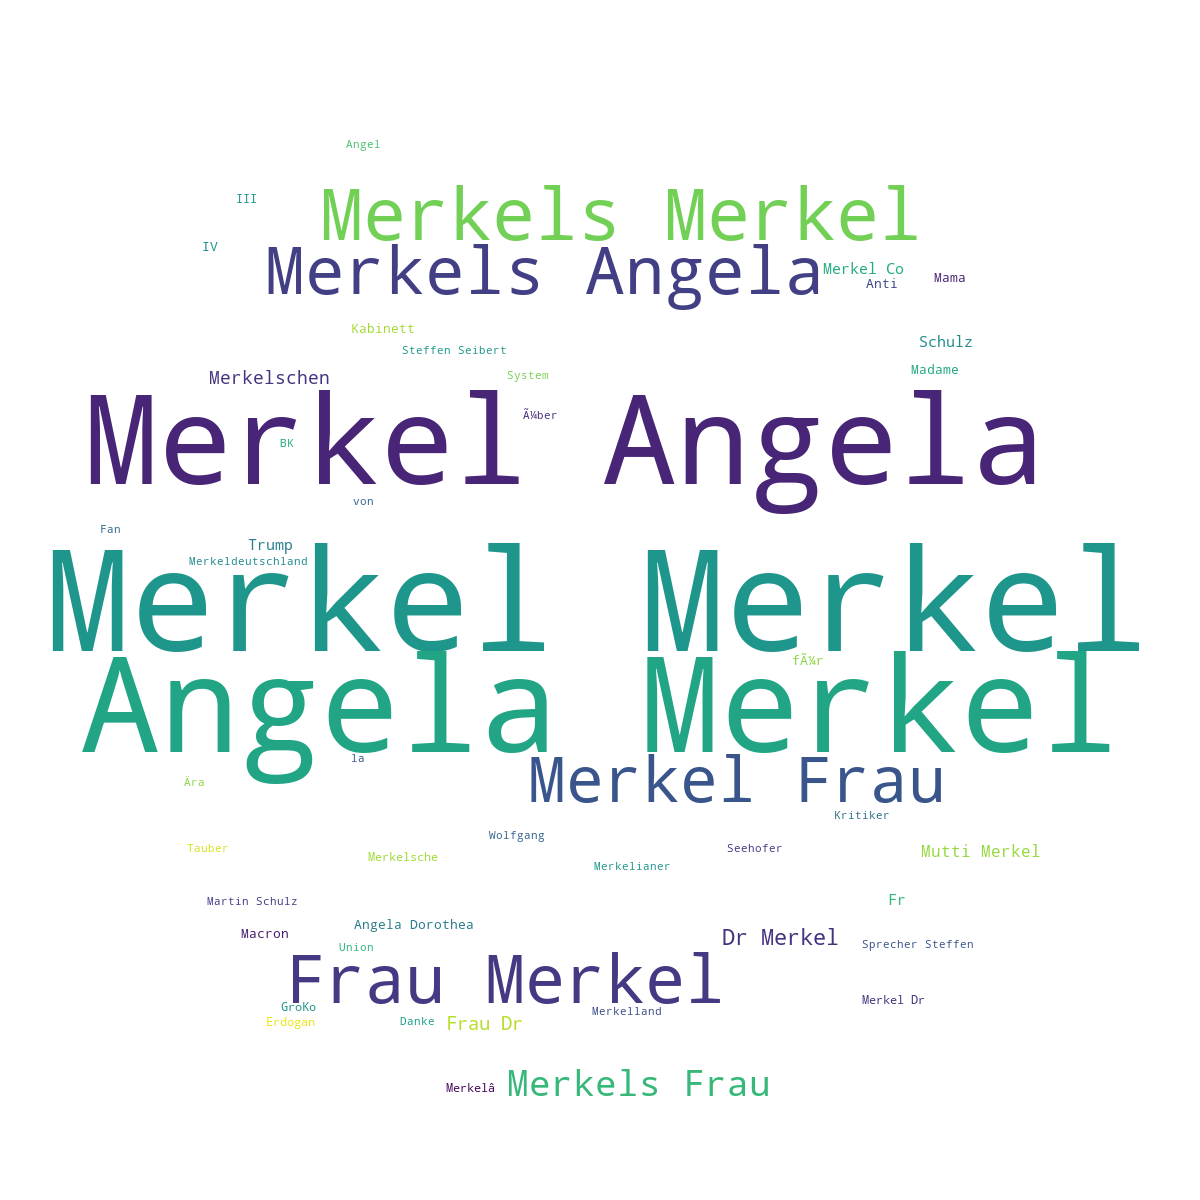 Angel
III
Merkels Merkel
IV
Merkels Angela
Merkel Co
Anti
Mama
Kabinett
Schulz
Steffen Seibert
Madame
System
Merkelschen
Ã¼ber
Merkel Angela
BK
von
Fan
Trump
Merkeldeutschland
Merkel Merkel
fÃ¼r
Angela Merkel
la
Ära
Merkel Frau
Kritiker
Wolfgang
Tauber
Seehofer
Mutti Merkel
Merkelsche
Merkelianer
Martin Schulz
Fr
Angela Dorothea
Macron
Dr Merkel
Union
Sprecher Steffen
Frau Merkel
Merkel Dr
GroKo
Merkelland
Erdogan
Danke
Frau Dr
Merkels Frau
Merkelâ